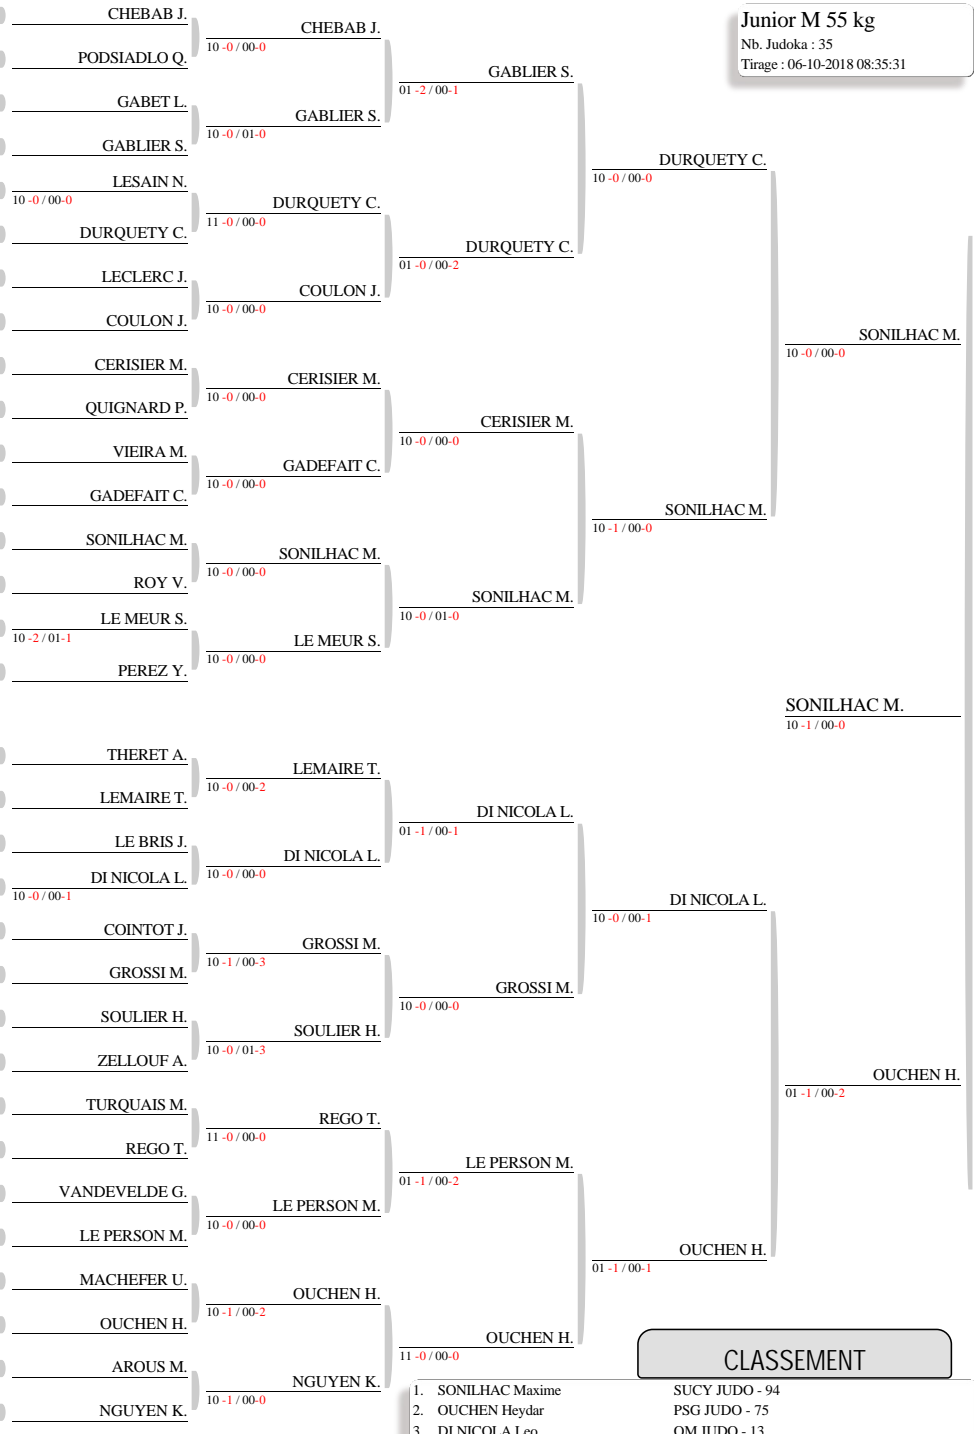 Junior M 55 kg
Nb. Judoka : 35
Tirage : 06-10-2018 08:35:31
CHEBAB J.
PODSIADLO Q.
GABET L.
GABLIER S.
LESAIN N.
10 -0 / 00-0
DURQUETY C.
LECLERC J.
COULON J.
CERISIER M.
QUIGNARD P.
VIEIRA M.
GADEFAIT C.
SONILHAC M.
ROY V.
LE MEUR S.
10 -2 / 01-1
PEREZ Y.
THERET A.
LEMAIRE T.
LE BRIS J.
DI NICOLA L.
10 -0 / 00-1
COINTOT J.
GROSSI M.
SOULIER H.
ZELLOUF A.
TURQUAIS M.
REGO T.
VANDEVELDE G.
LE PERSON M.
MACHEFER U.
OUCHEN H.
AROUS M.
NGUYEN K.
CHEBAB J.
10 -0 / 00-0
GABLIER S.
10 -0 / 01-0
DURQUETY C.
11 -0 / 00-0
COULON J.
10 -0 / 00-0
CERISIER M.
10 -0 / 00-0
GADEFAIT C.
10 -0 / 00-0
SONILHAC M.
10 -0 / 00-0
LE MEUR S.
10 -0 / 00-0
LEMAIRE T.
10 -0 / 00-2
DI NICOLA L.
10 -0 / 00-0
GROSSI M.
10 -1 / 00-3
SOULIER H.
10 -0 / 01-3
REGO T.
11 -0 / 00-0
LE PERSON M.
10 -0 / 00-0
OUCHEN H.
10 -1 / 00-2
NGUYEN K.
10 -1 / 00-0
GABLIER S.
01 -2 / 00-1
DURQUETY C.
01 -0 / 00-2
CERISIER M.
10 -0 / 00-0
SONILHAC M.
10 -0 / 01-0
DI NICOLA L.
01 -1 / 00-1
GROSSI M.
10 -0 / 00-0
LE PERSON M.
01 -1 / 00-2
OUCHEN H.
11 -0 / 00-0
DURQUETY C.
10 -0 / 00-0
SONILHAC M.
10 -1 / 00-0
DI NICOLA L.
10 -0 / 00-1
OUCHEN H.
01 -1 / 00-1
SONILHAC M.
10 -0 / 00-0
OUCHEN H.
01 -1 / 00-2
SONILHAC M.
10 -1 / 00-0
CLASSEMENT
1. SONILHAC Maxime SUCY JUDO - 94
2. OUCHEN Heydar PSG JUDO - 75
3. DI NICOLA Leo OM JUDO - 13